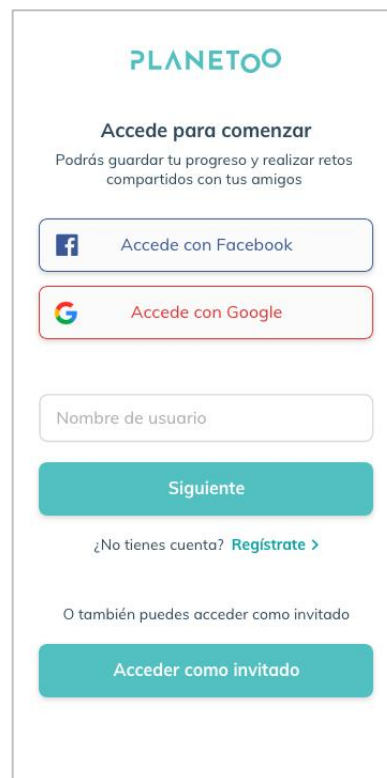 PLANETOO
Accede para comenzar
Podrás guardar tu progreso y realizar retos
compartidos con tus amigos
Accede con Facebook
Accede con Google
Nombre de usuario
Siguiente
¿No tienes cuenta? Regístrate >
O también puedes acceder como invitado
Acceder como invitado